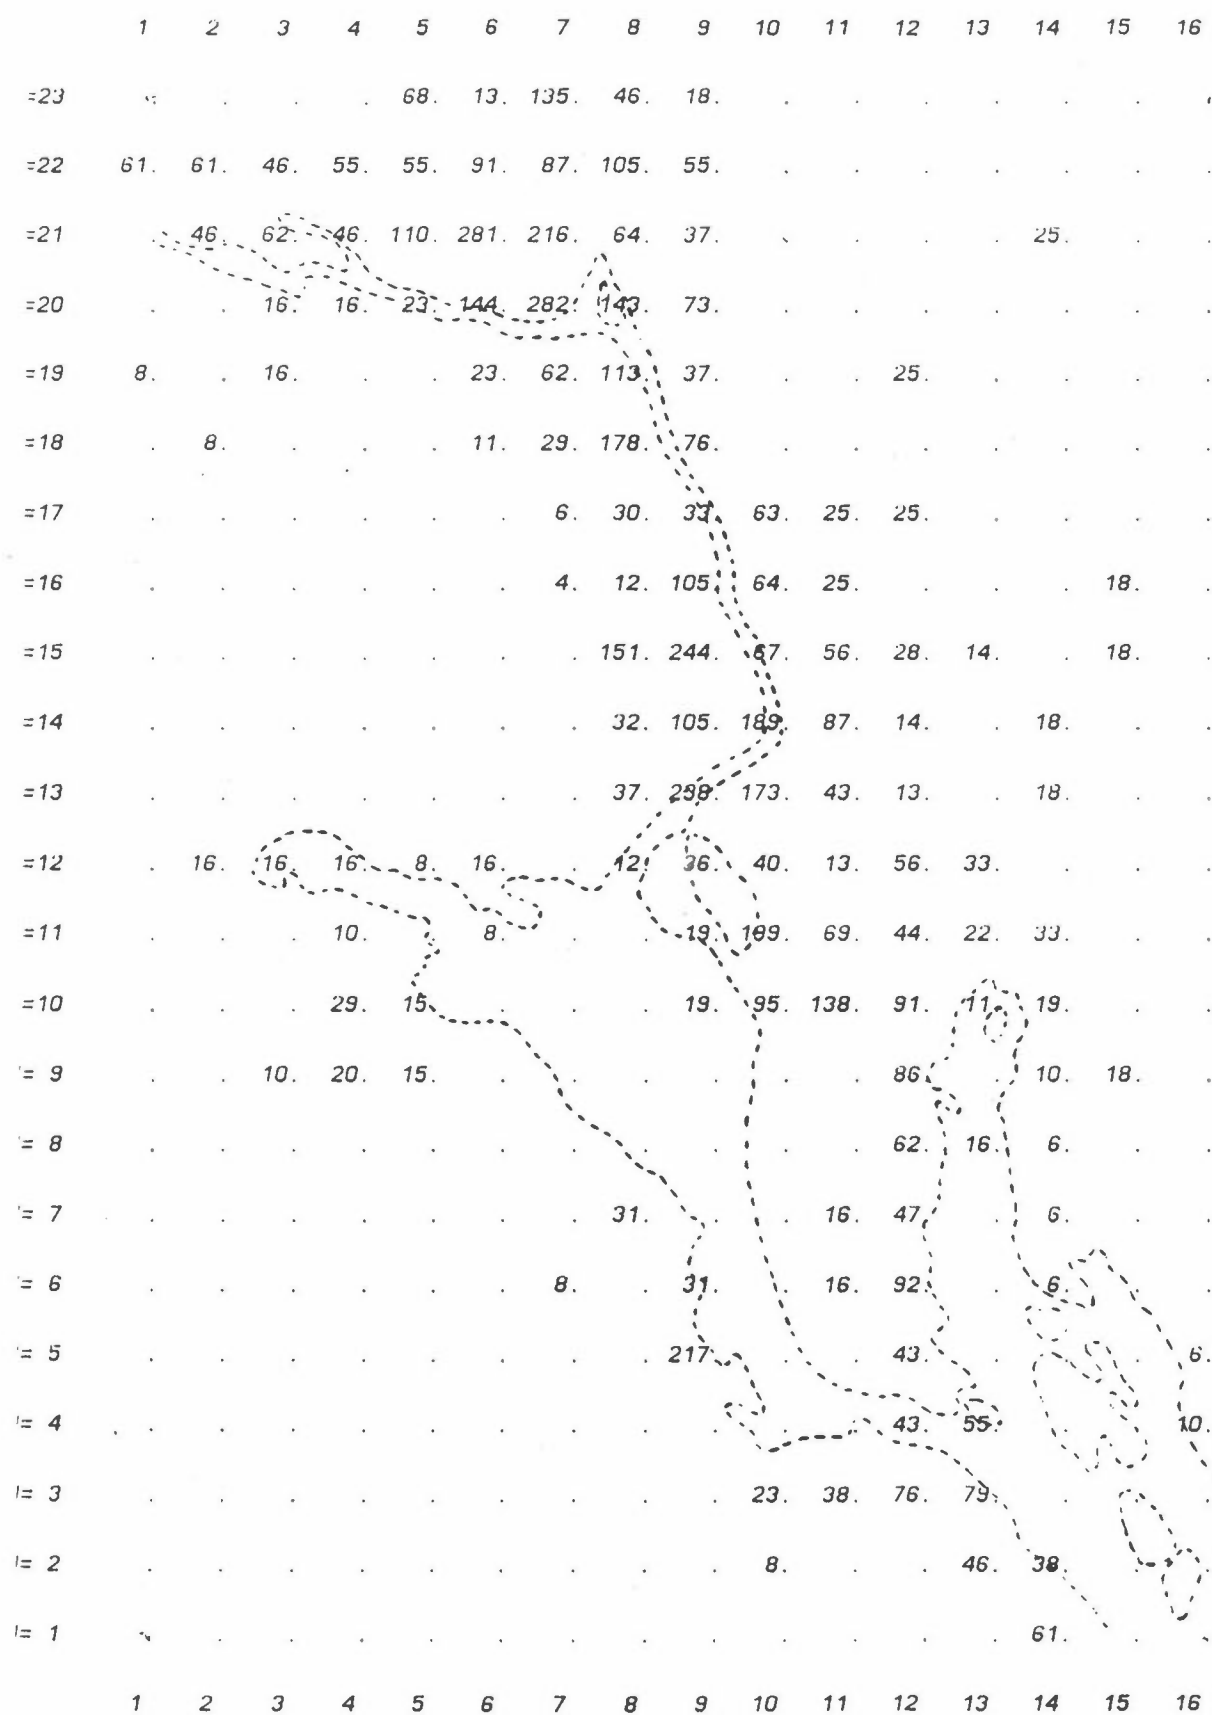 1 2 3 4 5 6 7 8 9 10 11 12 13 14 15 16
=23 . . . . 68. 13. 135. 46. 18. . . . . . . .
=22 61. 61. 46. 55. 55. 91. 87. 105. 55. . . . . . . .
=21 . 46. 62. 46. 110. 281. 216. 64. 37. . . . . 25. . .
=20 . . 16. 16. 23. 144. 282. 143. 73. . . . . . . .
=19 8. . 16. . . 23. 62. 113. 37. . . 25. . . . .
=18 . 8. . . . 11. 29. 178. 76. . . . . . . .
=17 . . . . . . 6. 30. 33. 63. 25. 25. . . . .
=16 . . . . . . 4. 12. 105. 64. 25. . . . 18. .
=15 . . . . . . . 151. 244. 67. 56. 28. 14. . 18. .
=14 . . . . . . . 32. 105. 189. 87. 14. . 18. . .
=13 . . . . . . . 37. 238. 173. 43. 13. . 18. . .
=12 . 16. 16. 16. 8. 16. . 12. 36. 40. 13. 56. 33. . . .
=11 . . . 10. . 8. . . 19. 189. 69. 44. 22. 33. . .
=10 . . . 29. 15. . . . 19. 95. 138. 91. 11. 19. . .
= 9 . . 10. 20. 15. . . . . . . 86. . 10. 18. .
= 8 . . . . . . . . . . . 62. 16. 6. . .
= 7 . . . . . . . 31. . . 16. 47. . 6. . .
= 6 . . . . . . 8. . 31. . 16. 92. . 6. . .
= 5 . . . . . . . . 217. . . 43. . . . 6.
= 4 . . . . . . . . . . . 43. 55. . . 10.
= 3 . . . . . . . . . 23. 38. 76. 79. . . .
= 2 . . . . . . . . . 8. . . 46. 38. . .
= 1 . . . . . . . . . . . . . 61. . .
1 2 3 4 5 6 7 8 9 10 11 12 13 14 15 16